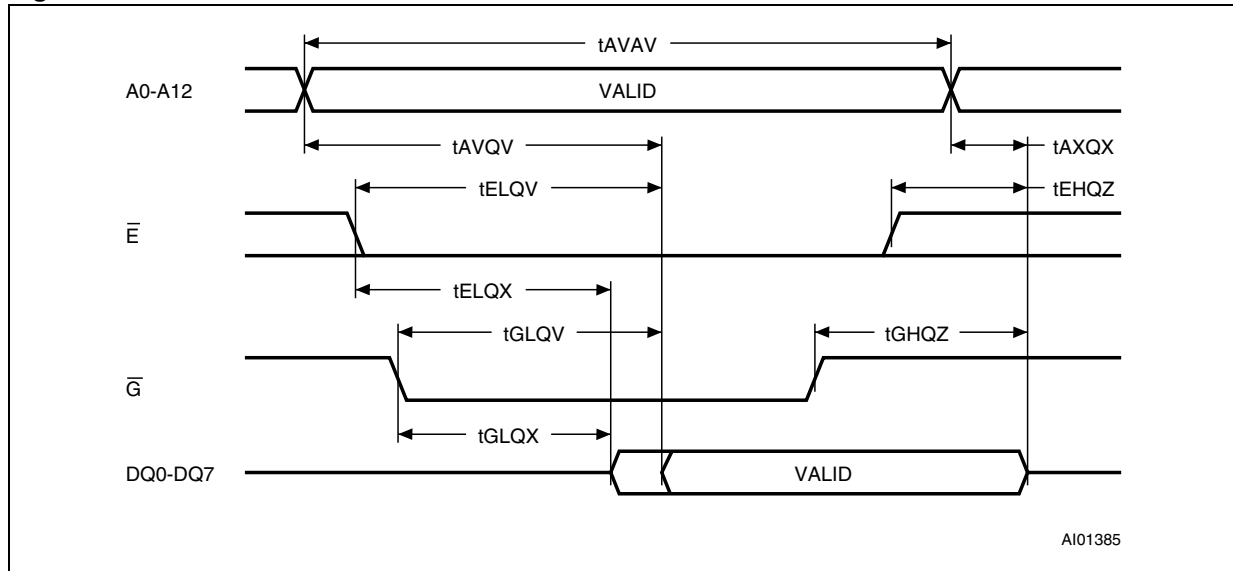 tAVAV
A0-A12 VALID
tAVQV tAXQX
tELQV tEHQZ
E̅
tELQX
tGLQV tGHQZ
G̅
tGLQX
DQ0-DQ7 VALID
AI01385